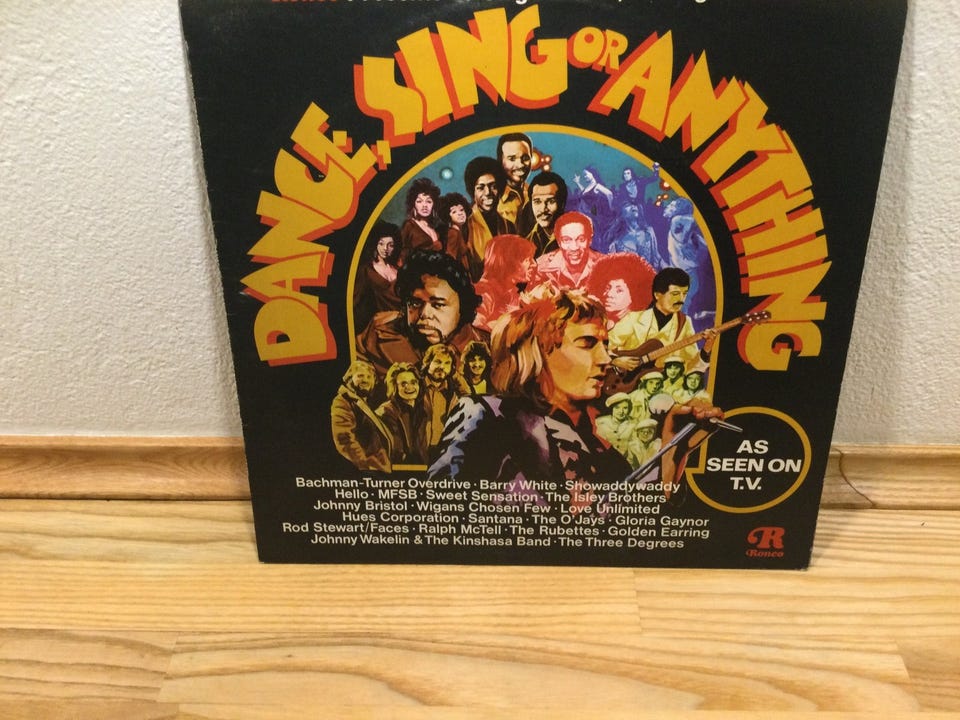 DANCE, SING OR ANYTHING
AS
SEEN ON
T.V.
Bachman-Turner Overdrive · Barry White · Showaddywaddy
Hello · MFSB · Sweet Sensation · The Isley Brothers
Johnny Bristol · Wigans Chosen Few · Love Unlimited
Hues Corporation · Santana · The O'Jays · Gloria Gaynor
Rod Stewart/Faces · Ralph McTell · The Rubettes · Golden Earring
Johnny Wakelin & The Kinshasa Band · The Three Degrees
R
Ronco